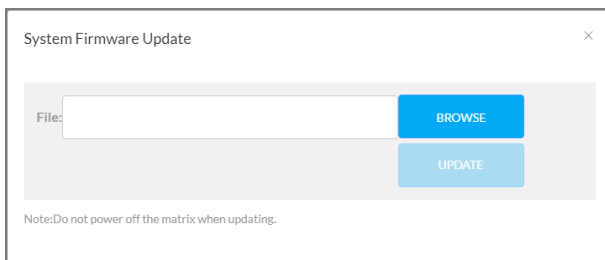 System Firmware Update ×
File: BROWSE
UPDATE
Note:Do not power off the matrix when updating.